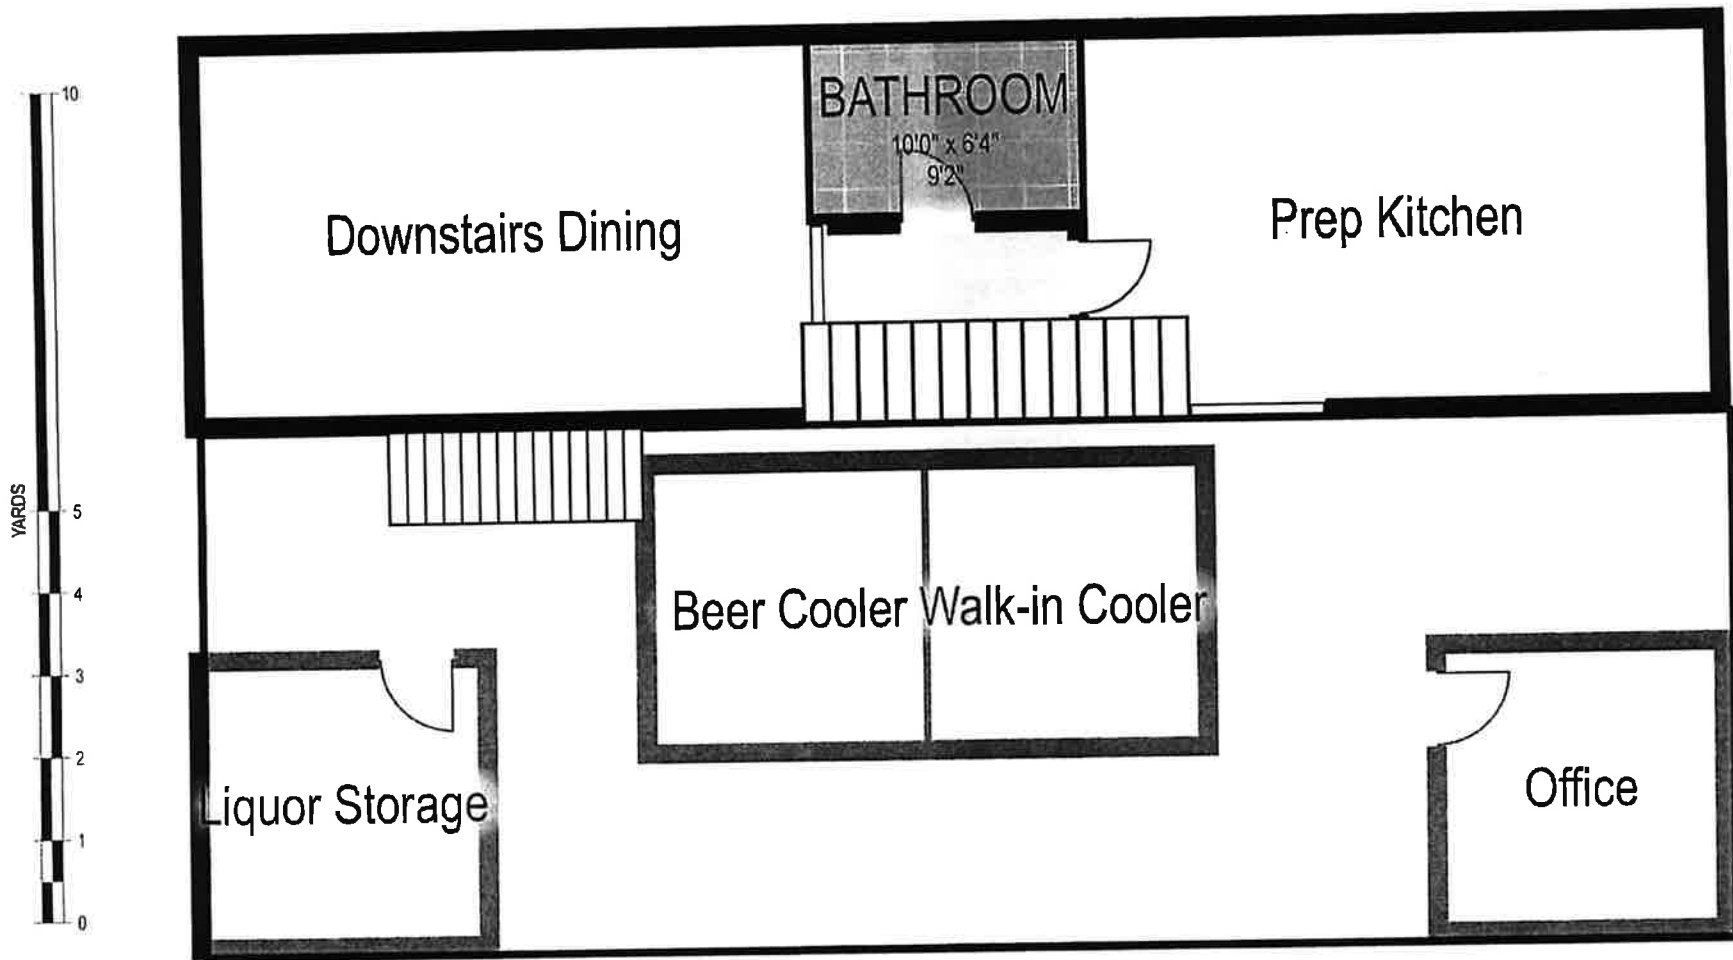 10
BATHROOM
10'0" x 6'4"
9'2"
Downstairs Dining
Prep Kitchen
YARDS
5
4
3
2
1
0
Beer Cooler
Walk-in Cooler
Liquor Storage
Office